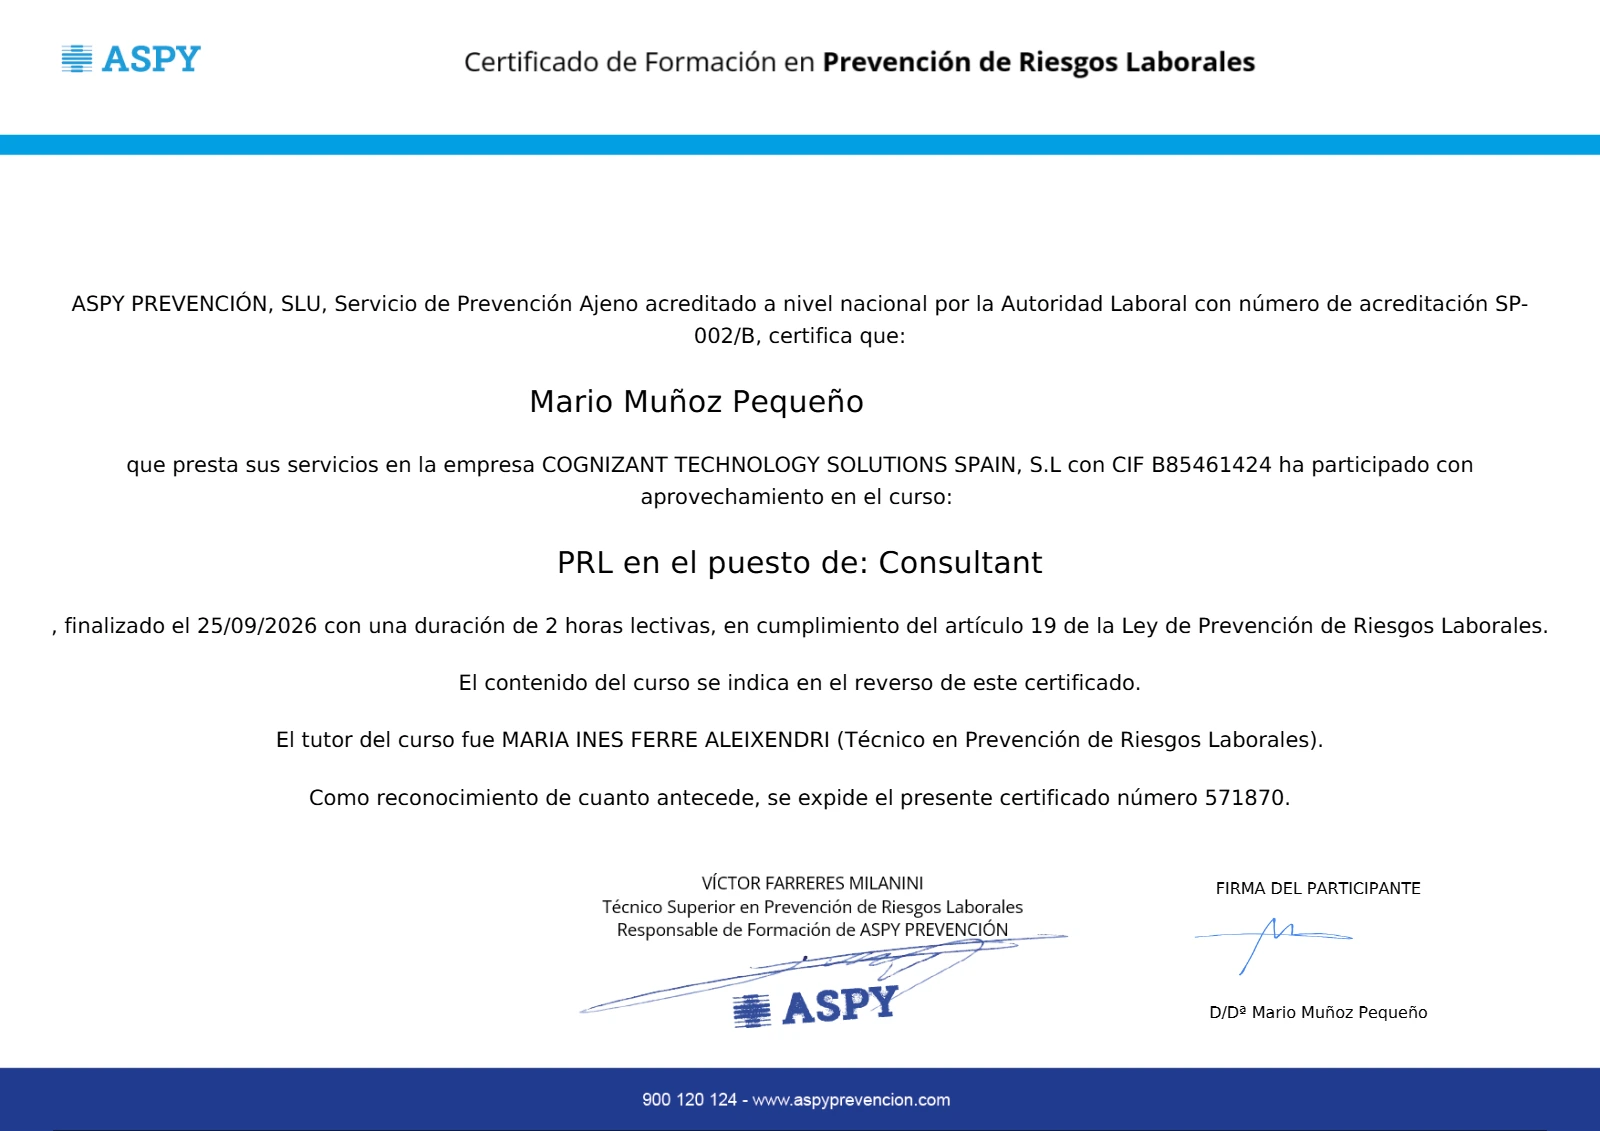 ASPY
Certificado de Formación en Prevención de Riesgos Laborales
ASPY PREVENCIÓN, SLU, Servicio de Prevención Ajeno acreditado a nivel nacional por la Autoridad Laboral con número de acreditación SP-
002/B, certifica que:
Mario Muñoz Pequeño
que presta sus servicios en la empresa COGNIZANT TECHNOLOGY SOLUTIONS SPAIN, S.L con CIF B85461424 ha participado con
aprovechamiento en el curso:
PRL en el puesto de: Consultant
, finalizado el 25/09/2026 con una duración de 2 horas lectivas, en cumplimiento del artículo 19 de la Ley de Prevención de Riesgos Laborales.
El contenido del curso se indica en el reverso de este certificado.
El tutor del curso fue MARIA INES FERRE ALEIXENDRI (Técnico en Prevención de Riesgos Laborales).
Como reconocimiento de cuanto antecede, se expide el presente certificado número 571870.
VÍCTOR FARRERES MILANINI
Técnico Superior en Prevención de Riesgos Laborales
Responsable de Formación de ASPY PREVENCIÓN
ASPY
FIRMA DEL PARTICIPANTE
D/Dª Mario Muñoz Pequeño
900 120 124 - www.aspyprevencion.com